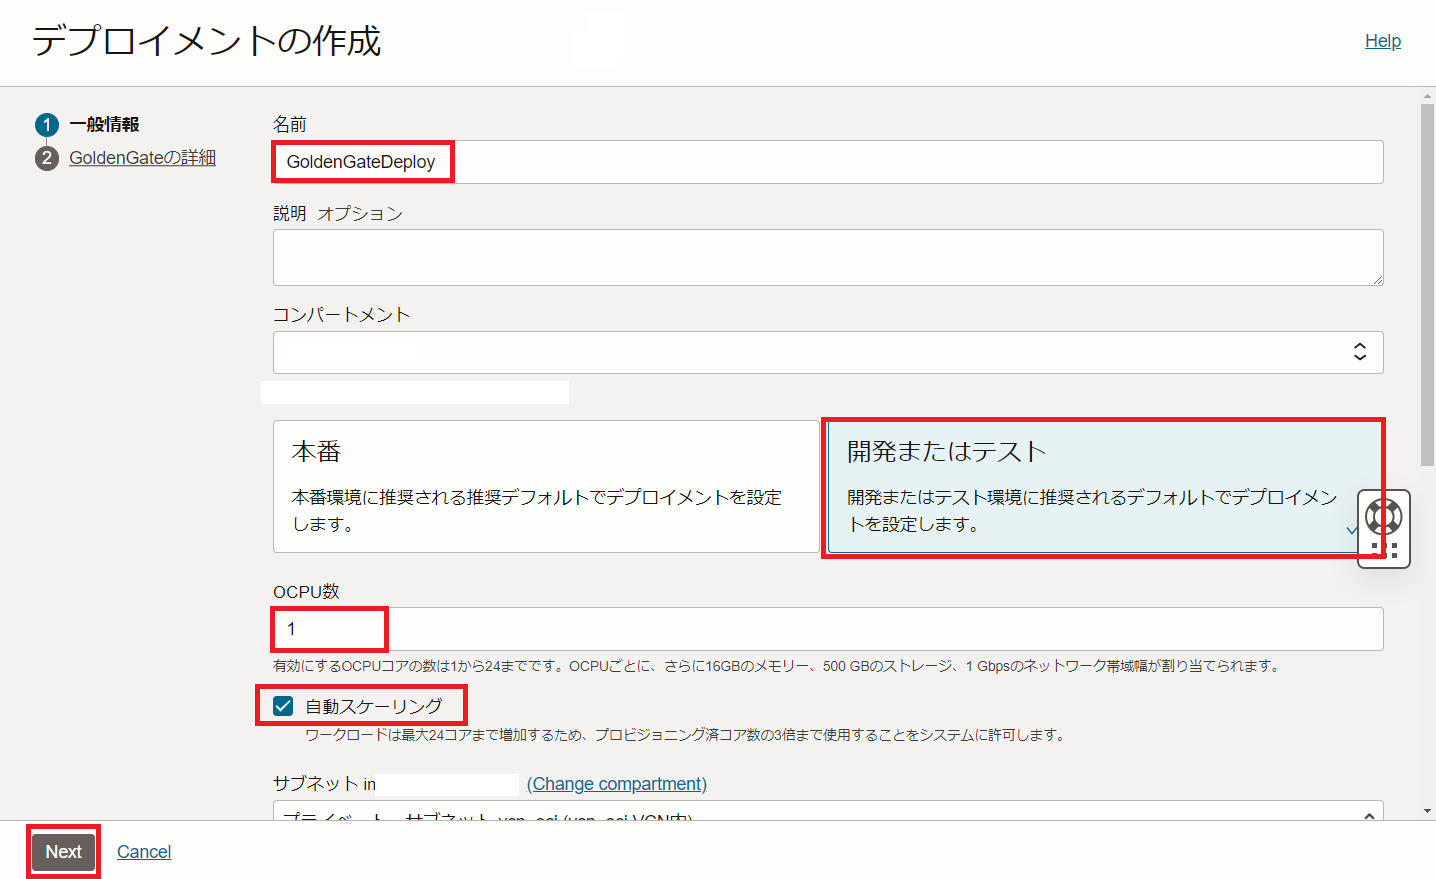 デプロイメントの作成
Help
1 一般情報
2 GoldenGateの詳細
名前
GoldenGateDeploy
説明 オプション
コンパートメント
本番
本番環境に推奨される推奨デフォルトでデプロイメントを設定
します。
開発またはテスト
開発またはテスト環境に推奨されるデフォルトでデプロイメン
トを設定します。
OCPU数
1
有効にするOCPUコアの数は1から24までです。OCPUごとに、さらに16GBのメモリー、500 GBのストレージ、1 Gbpsのネットワーク帯域幅が割り当てられます。
自動スケーリング
ワークロードは最大24コアまで増加するため、プロビジョニング済コア数の3倍まで使用することをシステムに許可します。
サブネット in
(Change compartment)
Next
Cancel